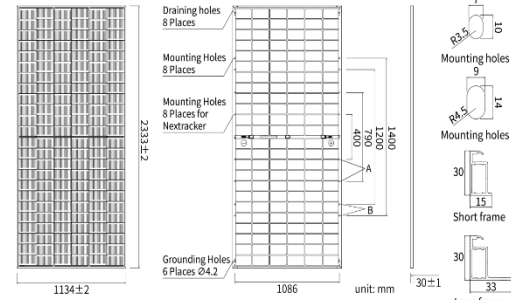 Draining holes
8 Places
Mounting Holes
8 Places
Mounting Holes
8 Places for
Nextracker
Grounding Holes
6 Places Ø4.2
2333±2
1134±2
400
790
1200
1400
A
B
1086
unit: mm
30±1
10
R3.5
Mounting holes
9
14
R4.5
Mounting holes
30
15
Short frame
30
33